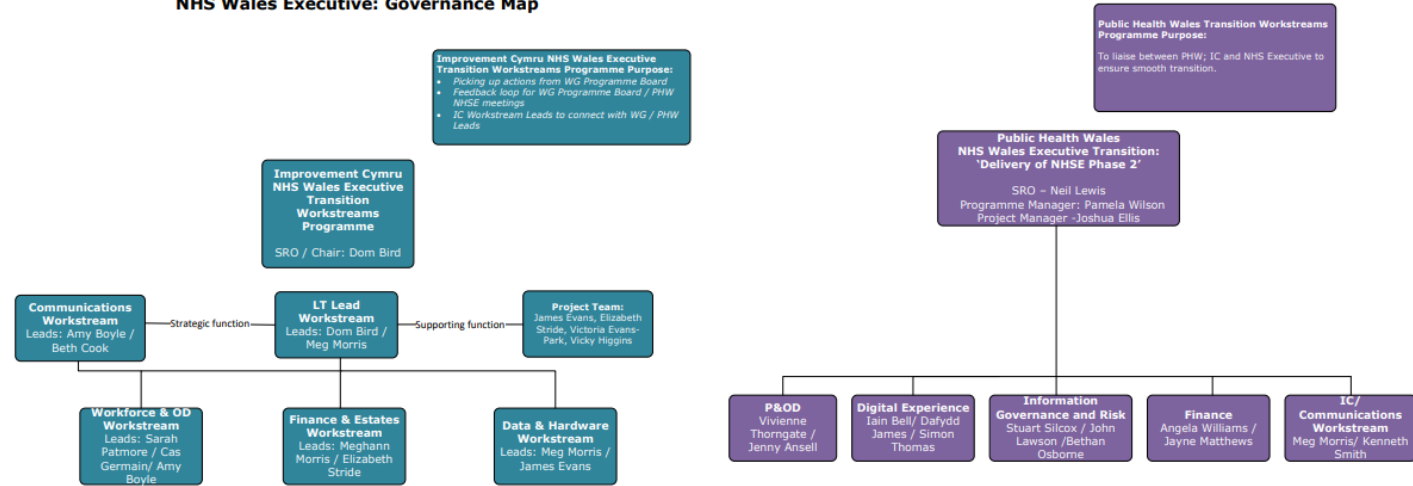 NHS Wales Executive: Governance Map
Improvement Cymru NHS Wales Executive
Transition Workstreams Programme Purpose:
• Picking up actions from WG Programme Board
• Feedback loop for WG Programme Board / PHW
NHSE meetings
• IC Workstream Leads to connect with WG / PHW
Leads
Improvement Cymru
NHS Wales Executive
Transition
Workstreams
Programme
SRO / Chair: Dom Bird
Communications
Workstream
Leads: Amy Boyle /
Beth Cook
Strategic function
LT Lead
Workstream
Leads: Dom Bird /
Meg Morris
Supporting function
Project Team:
James Evans, Elizabeth
Stride, Victoria Evans-
Park, Vicky Higgins
Workforce & OD
Workstream
Leads: Sarah
Patmore / Cas
Germain/ Amy
Boyle
Finance & Estates
Workstream
Leads: Meghann
Morris / Elizabeth
Stride
Data & Hardware
Workstream
Leads: Meg Morris /
James Evans
Public Health Wales Transition Workstreams
Programme Purpose:
To liaise between PHW; IC and NHS Executive to
ensure smooth transition.
Public Health Wales
NHS Wales Executive Transition:
‘Delivery of NHSE Phase 2’
SRO – Neil Lewis
Programme Manager: Pamela Wilson
Project Manager -Joshua Ellis
P&OD
Vivienne
Thorngate /
Jenny Ansell
Digital Experience
Iain Bell/ Dafydd
James / Simon
Thomas
Information
Governance and Risk
Stuart Silcox / John
Lawson /Bethan
Osborne
Finance
Angela Williams /
Jayne Matthews
IC/
Communications
Workstream
Meg Morris/ Kenneth
Smith